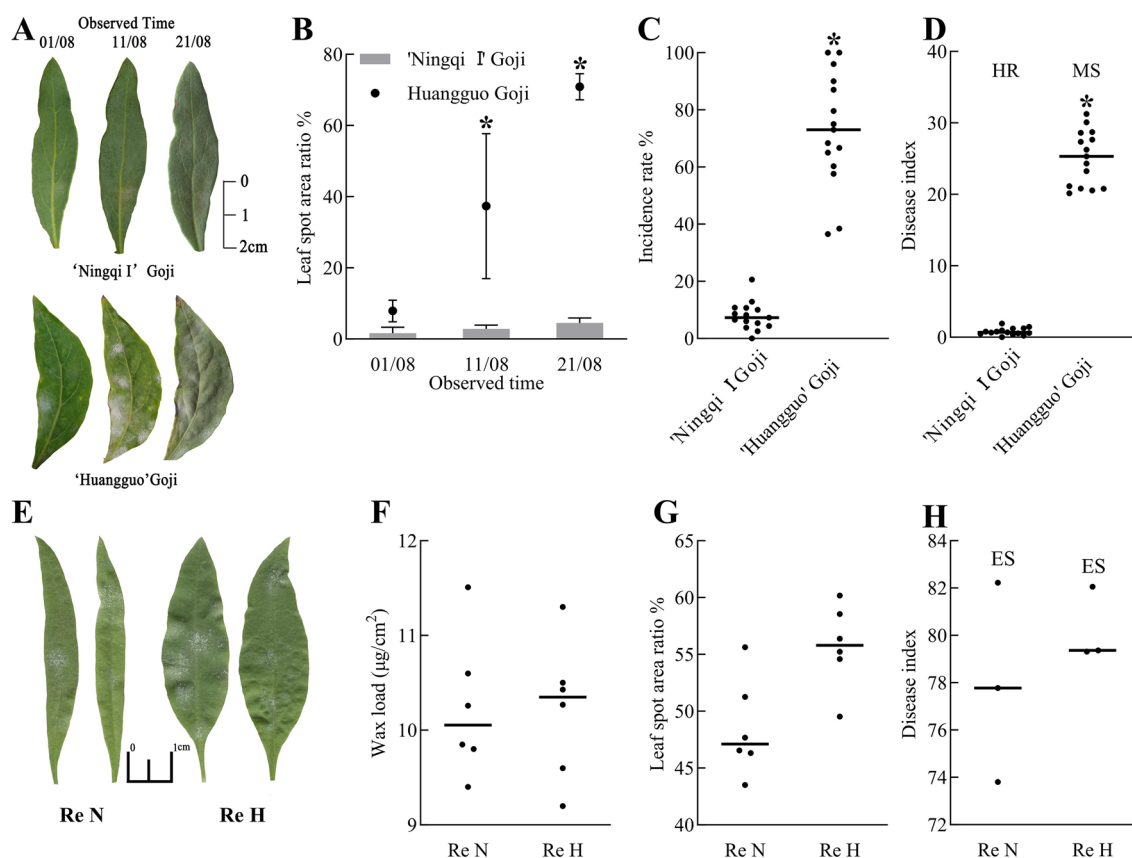 A
Observed Time
01/08 11/08 21/08
0
1
2cm
‘Ningqi I’ Goji
‘Huangguo’Goji
B
'Ningqi I' Goji
Huangguo Goji
Leaf spot area ratio %
80
60
40
20
0
*
*
01/08 11/08 21/08
Observed time
C
Incidence rate %
100
80
60
40
20
0
*
'Ningqi I Goji
'Huangguo' Goji
D
Disease index
40
30
20
10
0
HR MS
*
'Ningqi I Goji
'Huangguo' Goji
E
0 1cm
Re N Re H
F
Wax load (μg/cm2)
12
11
10
9
Re N Re H
G
Leaf spot area ratio %
65
60
55
50
45
40
Re N Re H
H
Disease index
84
82
80
78
76
74
72
ES ES
Re N Re H